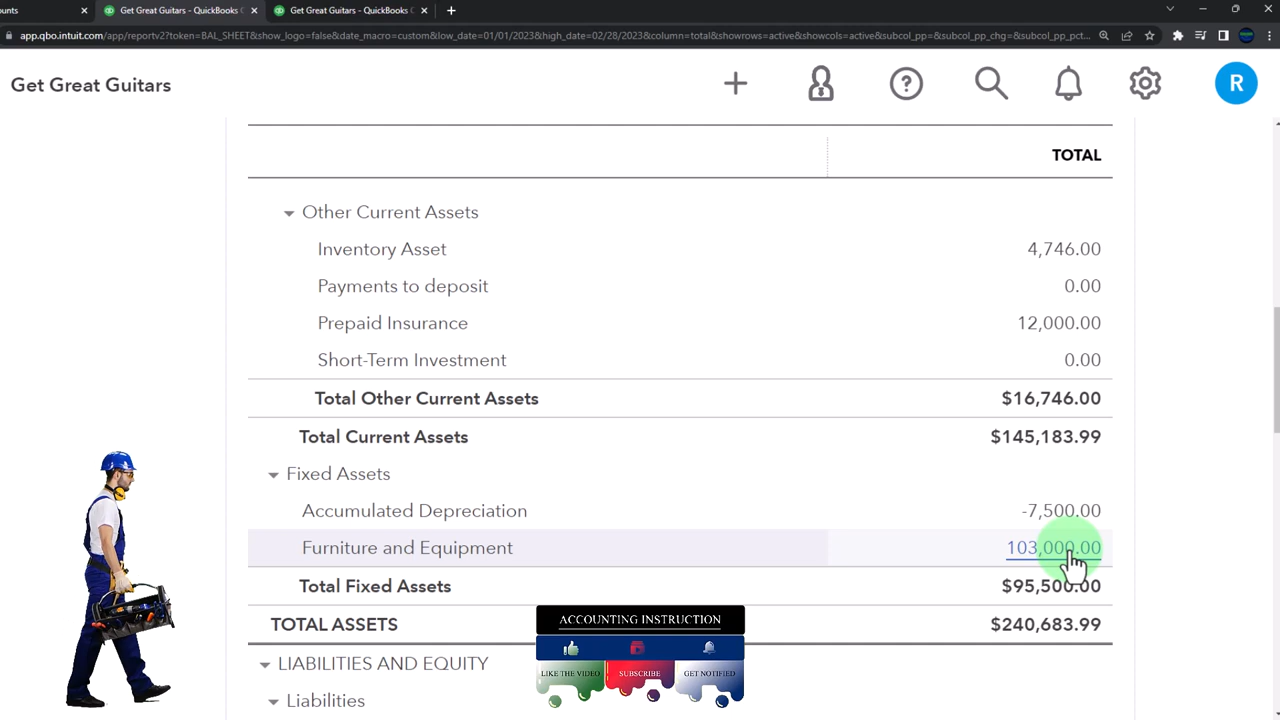 ounts
Get Great Guitars - QuickBooks C
Get Great Guitars - QuickBooks C
app.qbo.intuit.com/app/reportv2?token=BAL_SHEET&show_logo=false&date_macro=custom&low_date=01/01/2023&high_date=02/28/2023&column=total&showrows=active&showcols=active&subcol_pp=&subcol_pp_chg=&subcol_pp_pct...
Get Great Guitars
R
TOTAL
Other Current Assets
Inventory Asset 4,746.00
Payments to deposit 0.00
Prepaid Insurance 12,000.00
Short-Term Investment 0.00
Total Other Current Assets $16,746.00
Total Current Assets $145,183.99
Fixed Assets
Accumulated Depreciation -7,500.00
Furniture and Equipment 103,000.00
Total Fixed Assets $95,500.00
TOTAL ASSETS $240,683.99
LIABILITIES AND EQUITY
Liabilities
ACCOUNTING INSTRUCTION
LIKE THE VIDEO SUBSCRIBE GET NOTIFIED